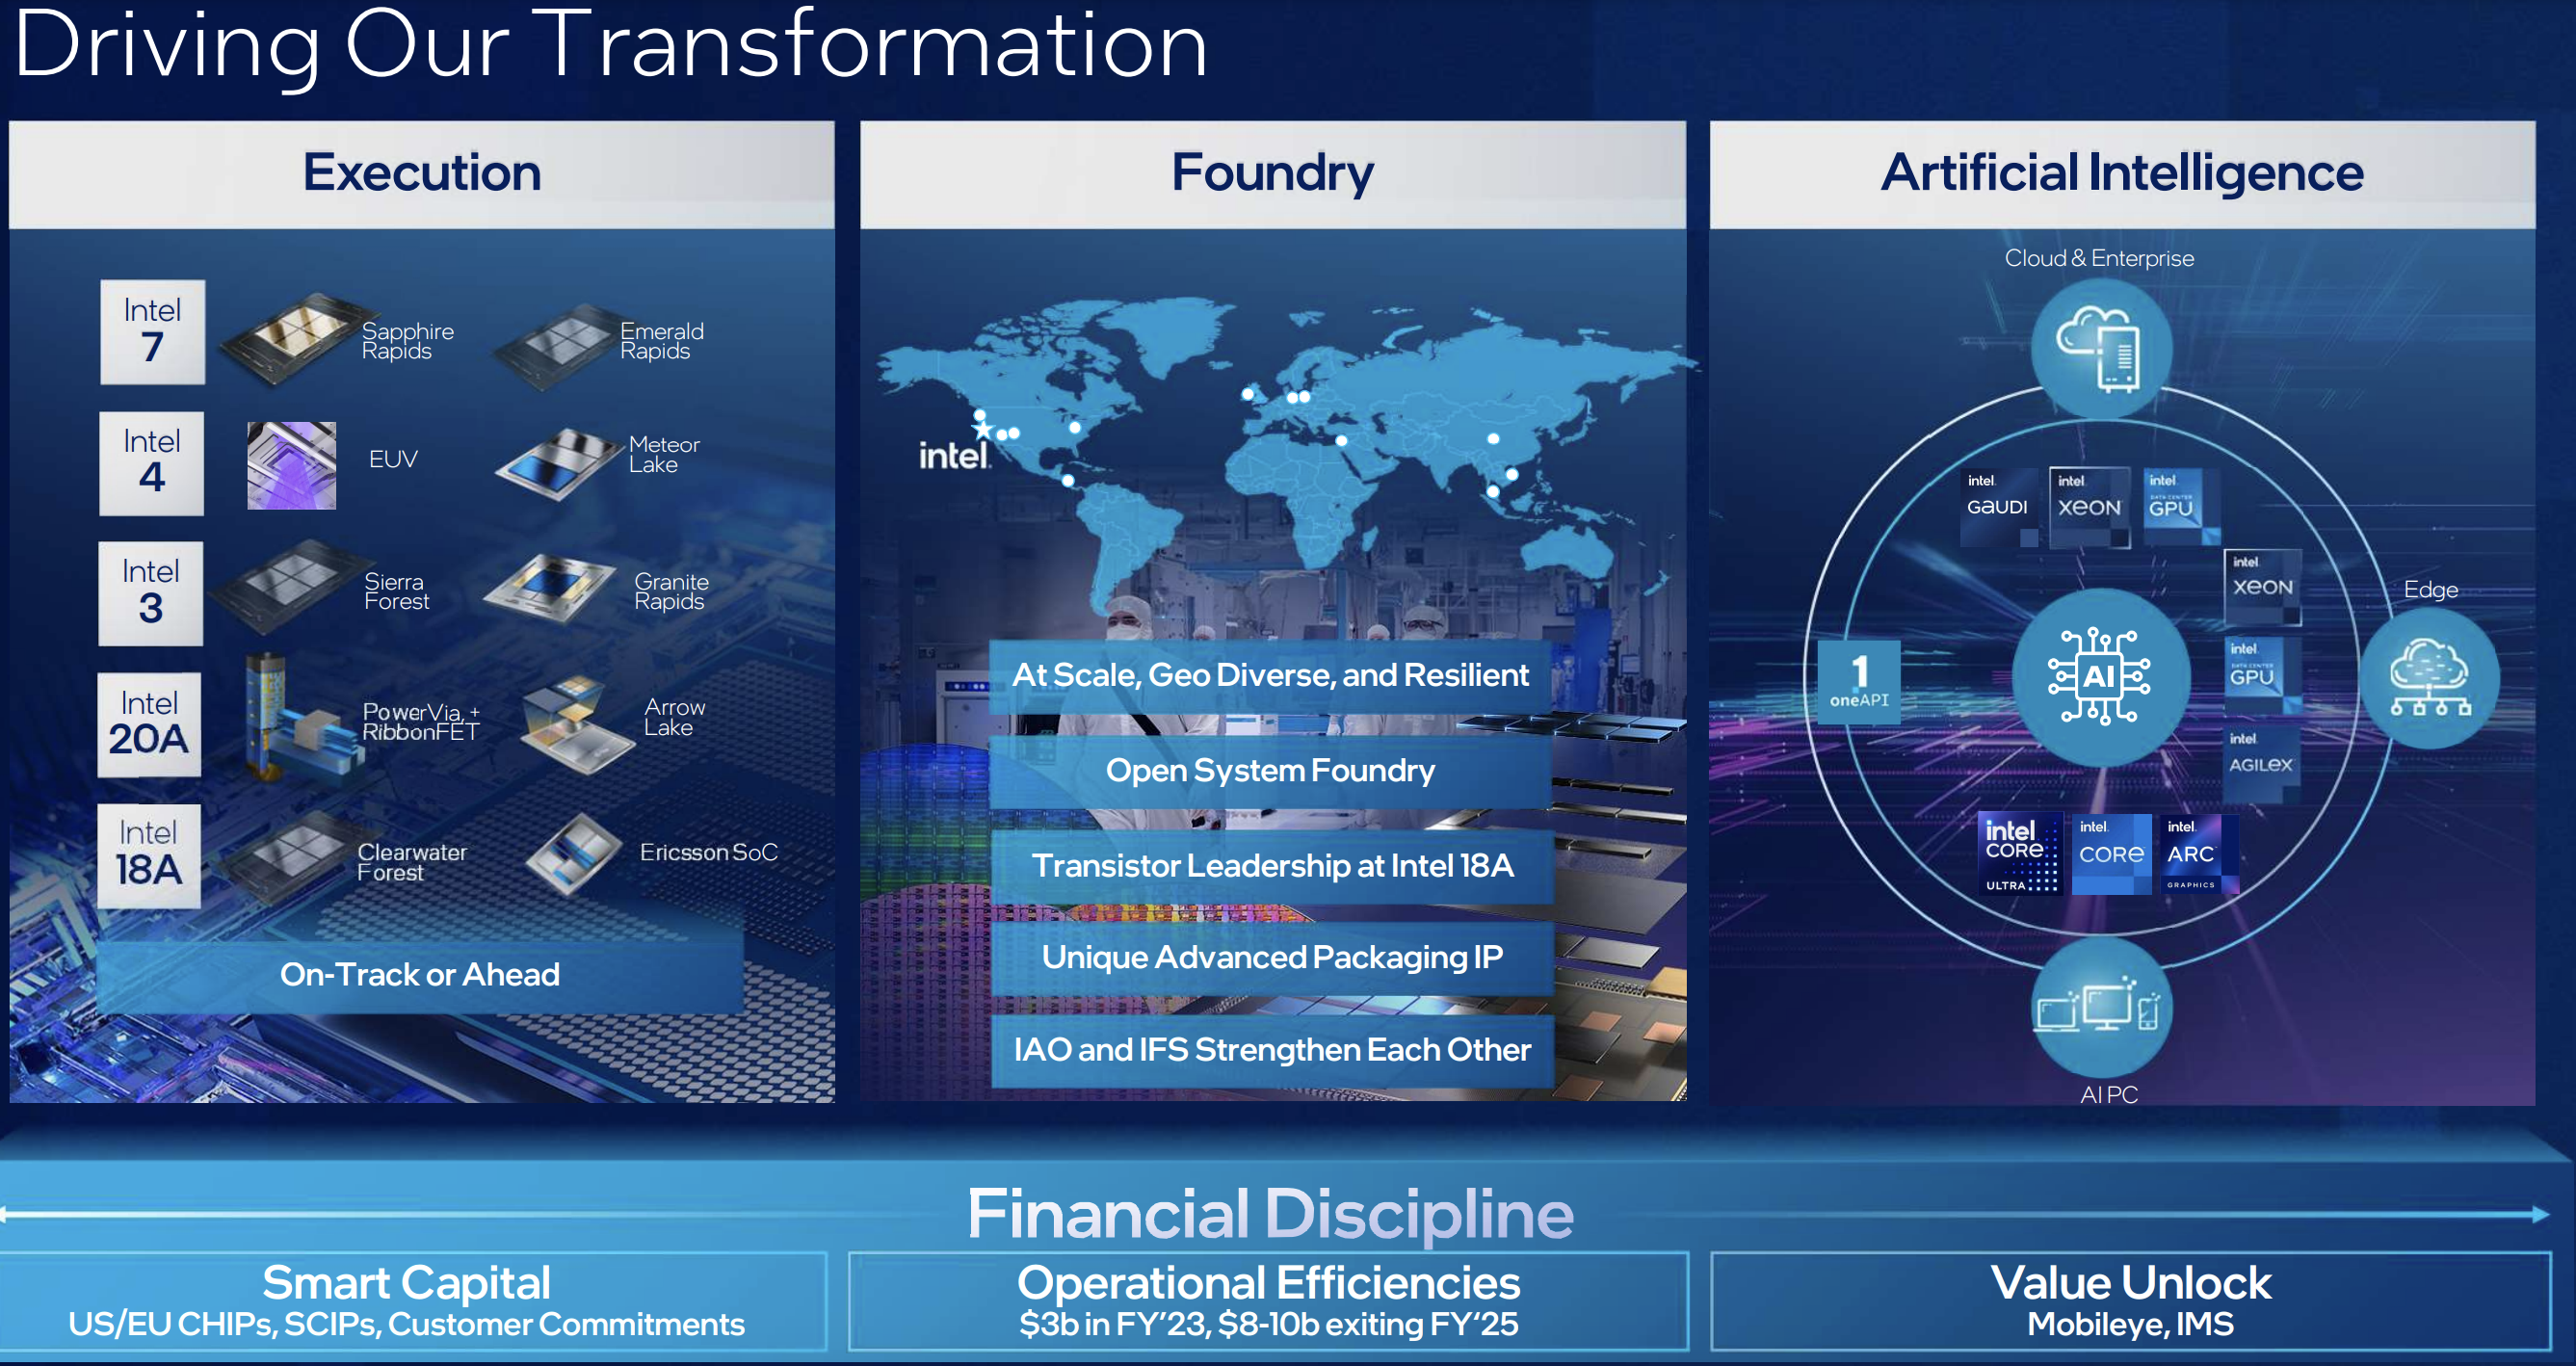 Driving Our Transformation
Execution
Intel
7
Sapphire
Rapids
Emerald
Rapids
Intel
4
EUV
Meteor
Lake
Intel
3
Sierra
Forest
Granite
Rapids
Intel
20A
PowerVia, +
RibbonFET
Arrow
Lake
Intel
18A
Clearwater
Forest
Ericsson SoC
On-Track or Ahead
Foundry
intel.
At Scale, Geo Diverse, and Resilient
Open System Foundry
Transistor Leadership at Intel 18A
Unique Advanced Packaging IP
IAO and IFS Strengthen Each Other
Artificial Intelligence
Cloud & Enterprise
intel.
GAUDI
intel.
XEON
intel.
DATA CENTER
GPU
intel.
XEON
Edge
1
oneAPI
AI
intel.
DATA CENTER
GPU
intel.
AGILEX
intel
CORE
ULTRA
intel.
CORE
intel.
ARC
GRAPHICS
AI PC
Financial Discipline
Smart Capital
US/EU CHIPs, SCIPs, Customer Commitments
Operational Efficiencies
$3b in FY'23, $8-10b exiting FY'25
Value Unlock
Mobileye, IMS